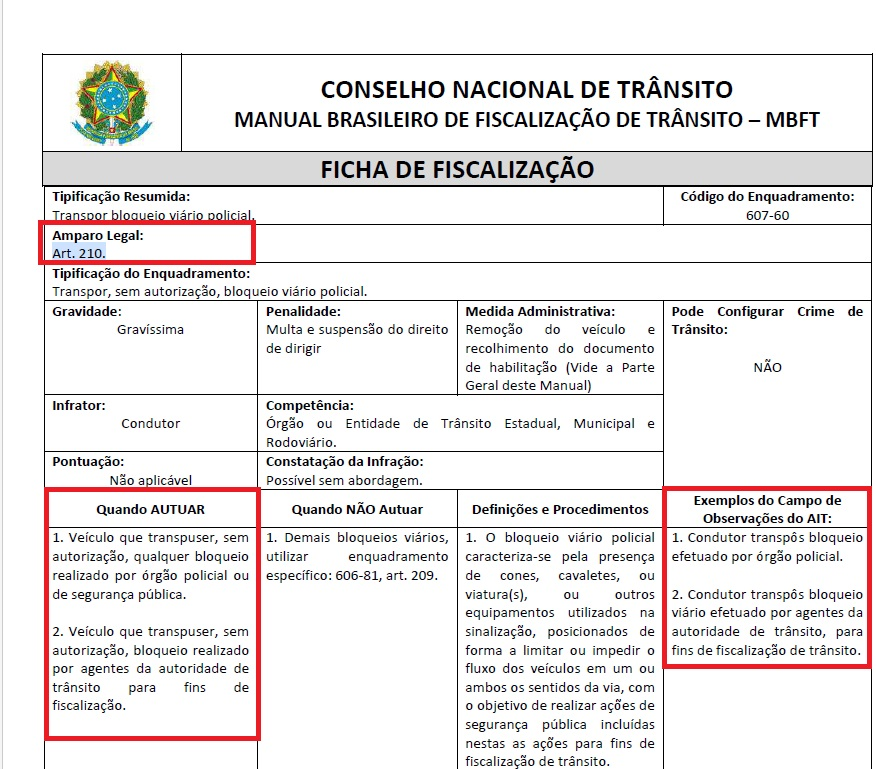 CONSELHO NACIONAL DE TRÂNSITO
MANUAL BRASILEIRO DE FISCALIZAÇÃO DE TRÂNSITO – MBFT
FICHA DE FISCALIZAÇÃO
Tipificação Resumida:
Transpor bloqueio viário policial.
Código do Enquadramento:
607-60
Amparo Legal:
Art. 210.
Tipificação do Enquadramento:
Transpor, sem autorização, bloqueio viário policial.
Gravidade:
Gravíssima
Penalidade:
Multa e suspensão do direito
de dirigir
Medida Administrativa:
Remoção do veículo e
recolhimento do documento
de habilitação (Vide a Parte
Geral deste Manual)
Pode Configurar Crime de
Trânsito:
NÃO
Infrator:
Condutor
Competência:
Órgão ou Entidade de Trânsito Estadual, Municipal e
Rodoviário.
Pontuação:
Não aplicável
Constatação da Infração:
Possível sem abordagem.
Quando AUTUAR
1. Veículo que transpuser, sem
autorização, qualquer bloqueio
realizado por órgão policial ou
de segurança pública.
2. Veículo que transpuser, sem
autorização, bloqueio realizado
por agentes da autoridade de
trânsito para fins de
fiscalização.
Quando NÃO Autuar
1. Demais bloqueios viários,
utilizar enquadramento
específico: 606-81, art. 209.
Definições e Procedimentos
1. O bloqueio viário policial
caracteriza-se pela presença
de cones, cavaletes, ou
viatura(s), ou outros
equipamentos utilizados na
sinalização, posicionados de
forma a limitar ou impedir o
fluxo dos veículos em um ou
ambos os sentidos da via, com
o objetivo de realizar ações de
segurança pública incluídas
nestas as ações para fins de
fiscalização de trânsito.
Exemplos do Campo de
Observações do AIT:
1. Condutor transpôs bloqueio
efetuado por órgão policial.
2. Condutor transpôs bloqueio
viário efetuado por agentes da
autoridade de trânsito, para
fins de fiscalização de trânsito.